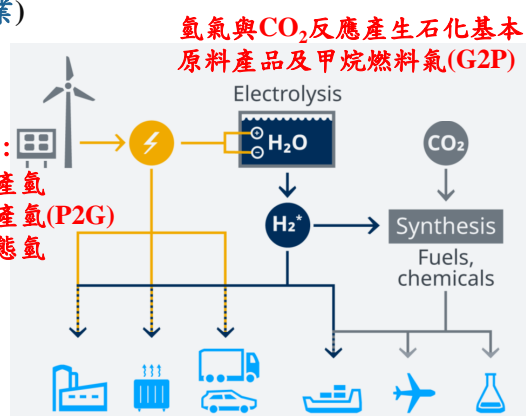 業)
氫氣與CO₂反應產生石化基本
原料產品及甲烷燃料氣(G2P)
Electrolysis
H₂O
CO₂
:
產氫
產氫(P2G)
態氫
H₂*
Synthesis
Fuels,
chemicals